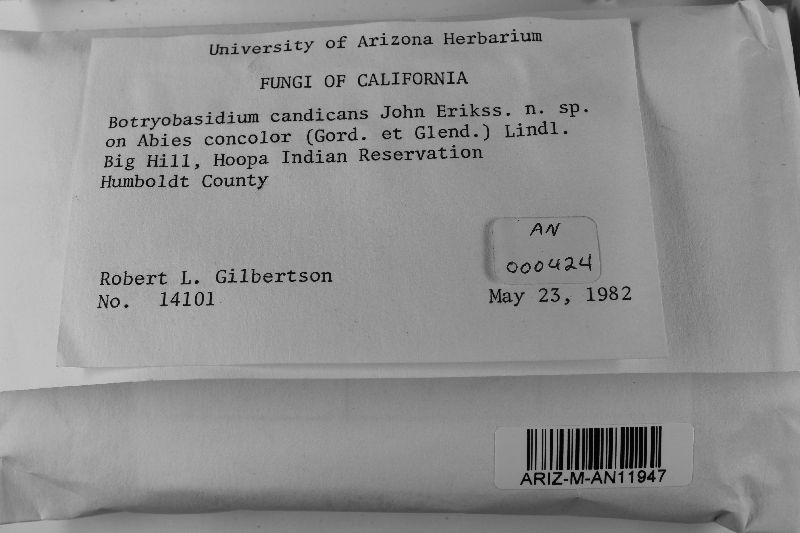 University of Arizona Herbarium
FUNGI OF CALIFORNIA
Botryobasidium candicans John Erikss. n. sp.
on Abies concolor (Gord. et Glend.) Lindl.
Big Hill, Hoopa Indian Reservation
Humboldt County
AN
000424
Robert L. Gilbertson
No. 14101
May 23, 1982
ARIZ-M-AN11947